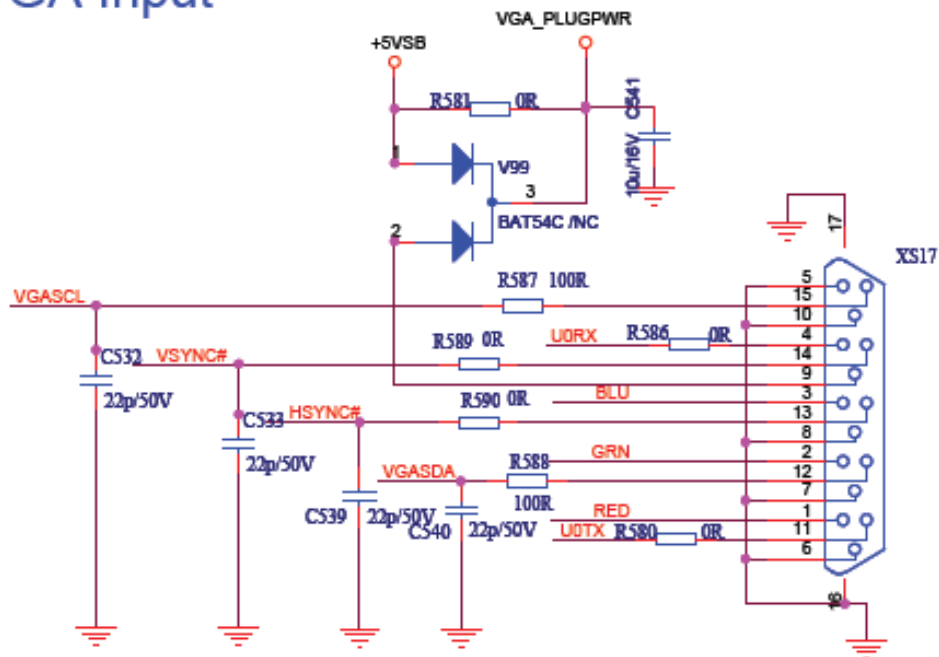 GA Input
VGA_PLUGPWR
+5VSB
R581 0R
C541
10u/16V
1
V99
3
BAT54C /NC
2
17
XS17
R587 100R
5
VGASCL
15
10
R589 0R
U0RX R586 0R
4
C532 VSYNC#
14
9
22p/50V
R590 0R
BLU
3
C533 HSYNC#
13
8
22p/50V
R588
GRN
2
VGASDA
12
7
100R
RED
1
C539 22p/50V
C540 22p/50V
U0TX R580 0R
11
6
16